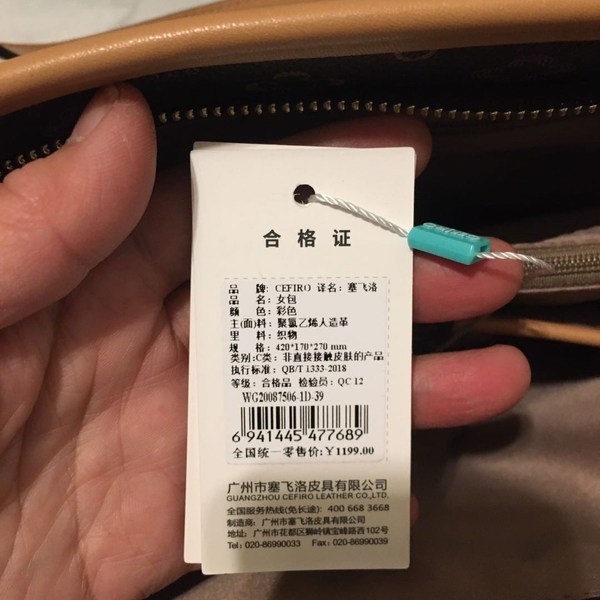 合格证
品 牌: CEFIRO 译名: 塞飞洛
品 名: 女包
颜 色: 彩色
主(面)料: 聚氯乙烯人造革
里 料: 织物
规 格: 420*170*270 mm
类别:C类: 非直接接触皮肤的产品
执行标准: QB/T 1333-2018
等级: 合格品 检验员: QC 12
WG20087506-1D-39
6 941445 477689
全国统一零售价:￥1199.00
广州市塞飞洛皮具有限公司
GUANGZHOU CEFIRO LEATHER CO.,LTD.
全国服务热线(免长途): 400 668 3668
制造商: 广州市塞飞洛皮具有限公司
地址: 广州市花都区狮岭镇宝峰路西102号
Tel: 020-86990033 Fax: 020-86990039